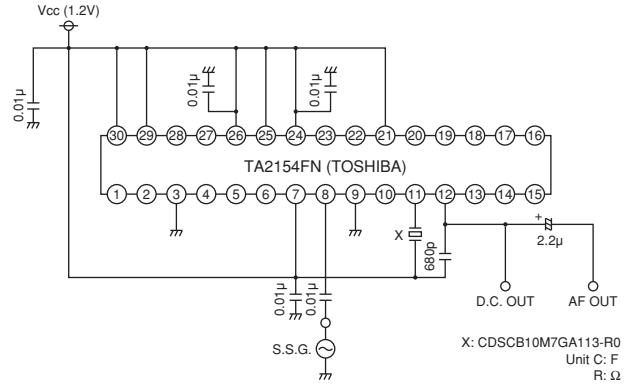 Vcc (1.2V)
0.01µ
0.01µ
0.01µ
30 29 28 27 26 25 24 23 22 21 20 19 18 17 16
TA2154FN (TOSHIBA)
1 2 3 4 5 6 7 8 9 10 11 12 13 14 15
X
680p
+
2.2µ
0.01µ
0.01µ
D.C. OUT
AF OUT
S.S.G.
X: CDSCB10M7GA113-R0
Unit C: F
R: Ω